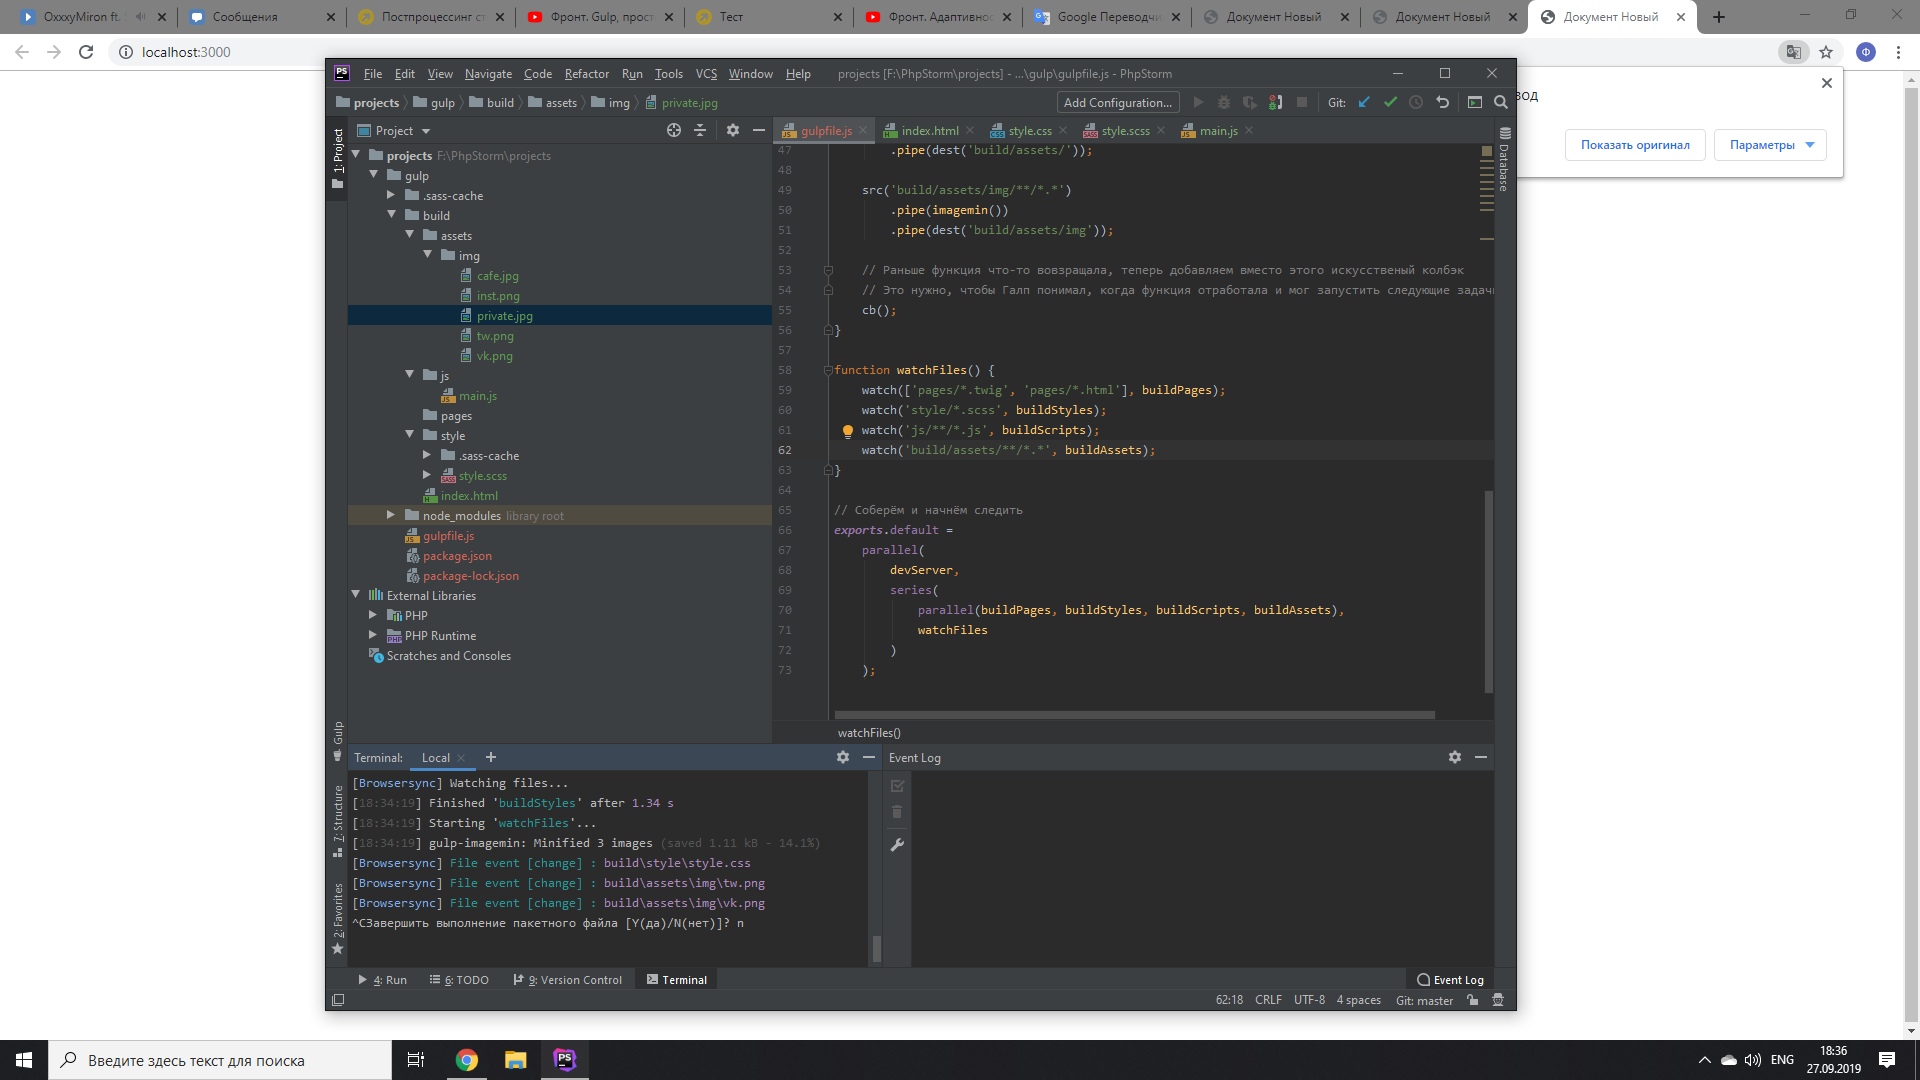 OxxxyMiron ft.
Сообщения
Постпроцессинг ст
Фронт. Gulp, прост
Тест
Фронт. Адаптивнос
Google Переводчи
Документ Новый
Документ Новый
Документ Новый
localhost:3000
File Edit View Navigate Code Refactor Run Tools VCS Window Help
projects [F:\PhpStorm\projects] - ...\gulp\gulpfile.js - PhpStorm
projects gulp build assets img private.jpg
Add Configuration...
Git:
Показать оригинал
Параметры
1: Project
Project
gulpfile.js
index.html
style.css
style.scss
main.js
Database
projects F:\PhpStorm\projects
gulp
.sass-cache
build
assets
img
cafe.jpg
inst.png
private.jpg
tw.png
vk.png
js
main.js
pages
style
.sass-cache
style.scss
index.html
node_modules library root
gulpfile.js
package.json
package-lock.json
External Libraries
PHP
PHP Runtime
Scratches and Consoles
47 .pipe(dest('build/assets/'));
48
49 src('build/assets/img/**/*.*')
50 .pipe(imagemin())
51 .pipe(dest('build/assets/img'));
52
53 // Раньше функция что-то вовзращала, теперь добавляем вместо этого искусственый колбэк
54 // Это нужно, чтобы Галп понимал, когда функция отработала и мог запустить следующие задачи
55 cb();
56 }
57
58 function watchFiles() {
59 watch(['pages/*.twig', 'pages/*.html'], buildPages);
60 watch('style/*.scss', buildStyles);
61 watch('js/**/*.js', buildScripts);
62 watch('build/assets/**/*.*', buildAssets);
63 }
64
65 // Соберём и начнём следить
66 exports.default =
67 parallel(
68 devServer,
69 series(
70 parallel(buildPages, buildStyles, buildScripts, buildAssets),
71 watchFiles
72 )
73 );
watchFiles()
Gulp
7: Structure
2: Favorites
Terminal: Local
[Browsersync] Watching files...
[18:34:19] Finished 'buildStyles' after 1.34 s
[18:34:19] Starting 'watchFiles'...
[18:34:19] gulp-imagemin: Minified 3 images (saved 1.11 kB - 14.1%)
[Browsersync] File event [change] : build\style\style.css
[Browsersync] File event [change] : build\assets\img\tw.png
[Browsersync] File event [change] : build\assets\img\vk.png
^CЗавершить выполнение пакетного файла [Y(да)/N(нет)]? n
Event Log
4: Run
6: TODO
9: Version Control
Terminal
Event Log
62:18 CRLF UTF-8 4 spaces Git: master
Введите здесь текст для поиска
ENG
18:36
27.09.2019